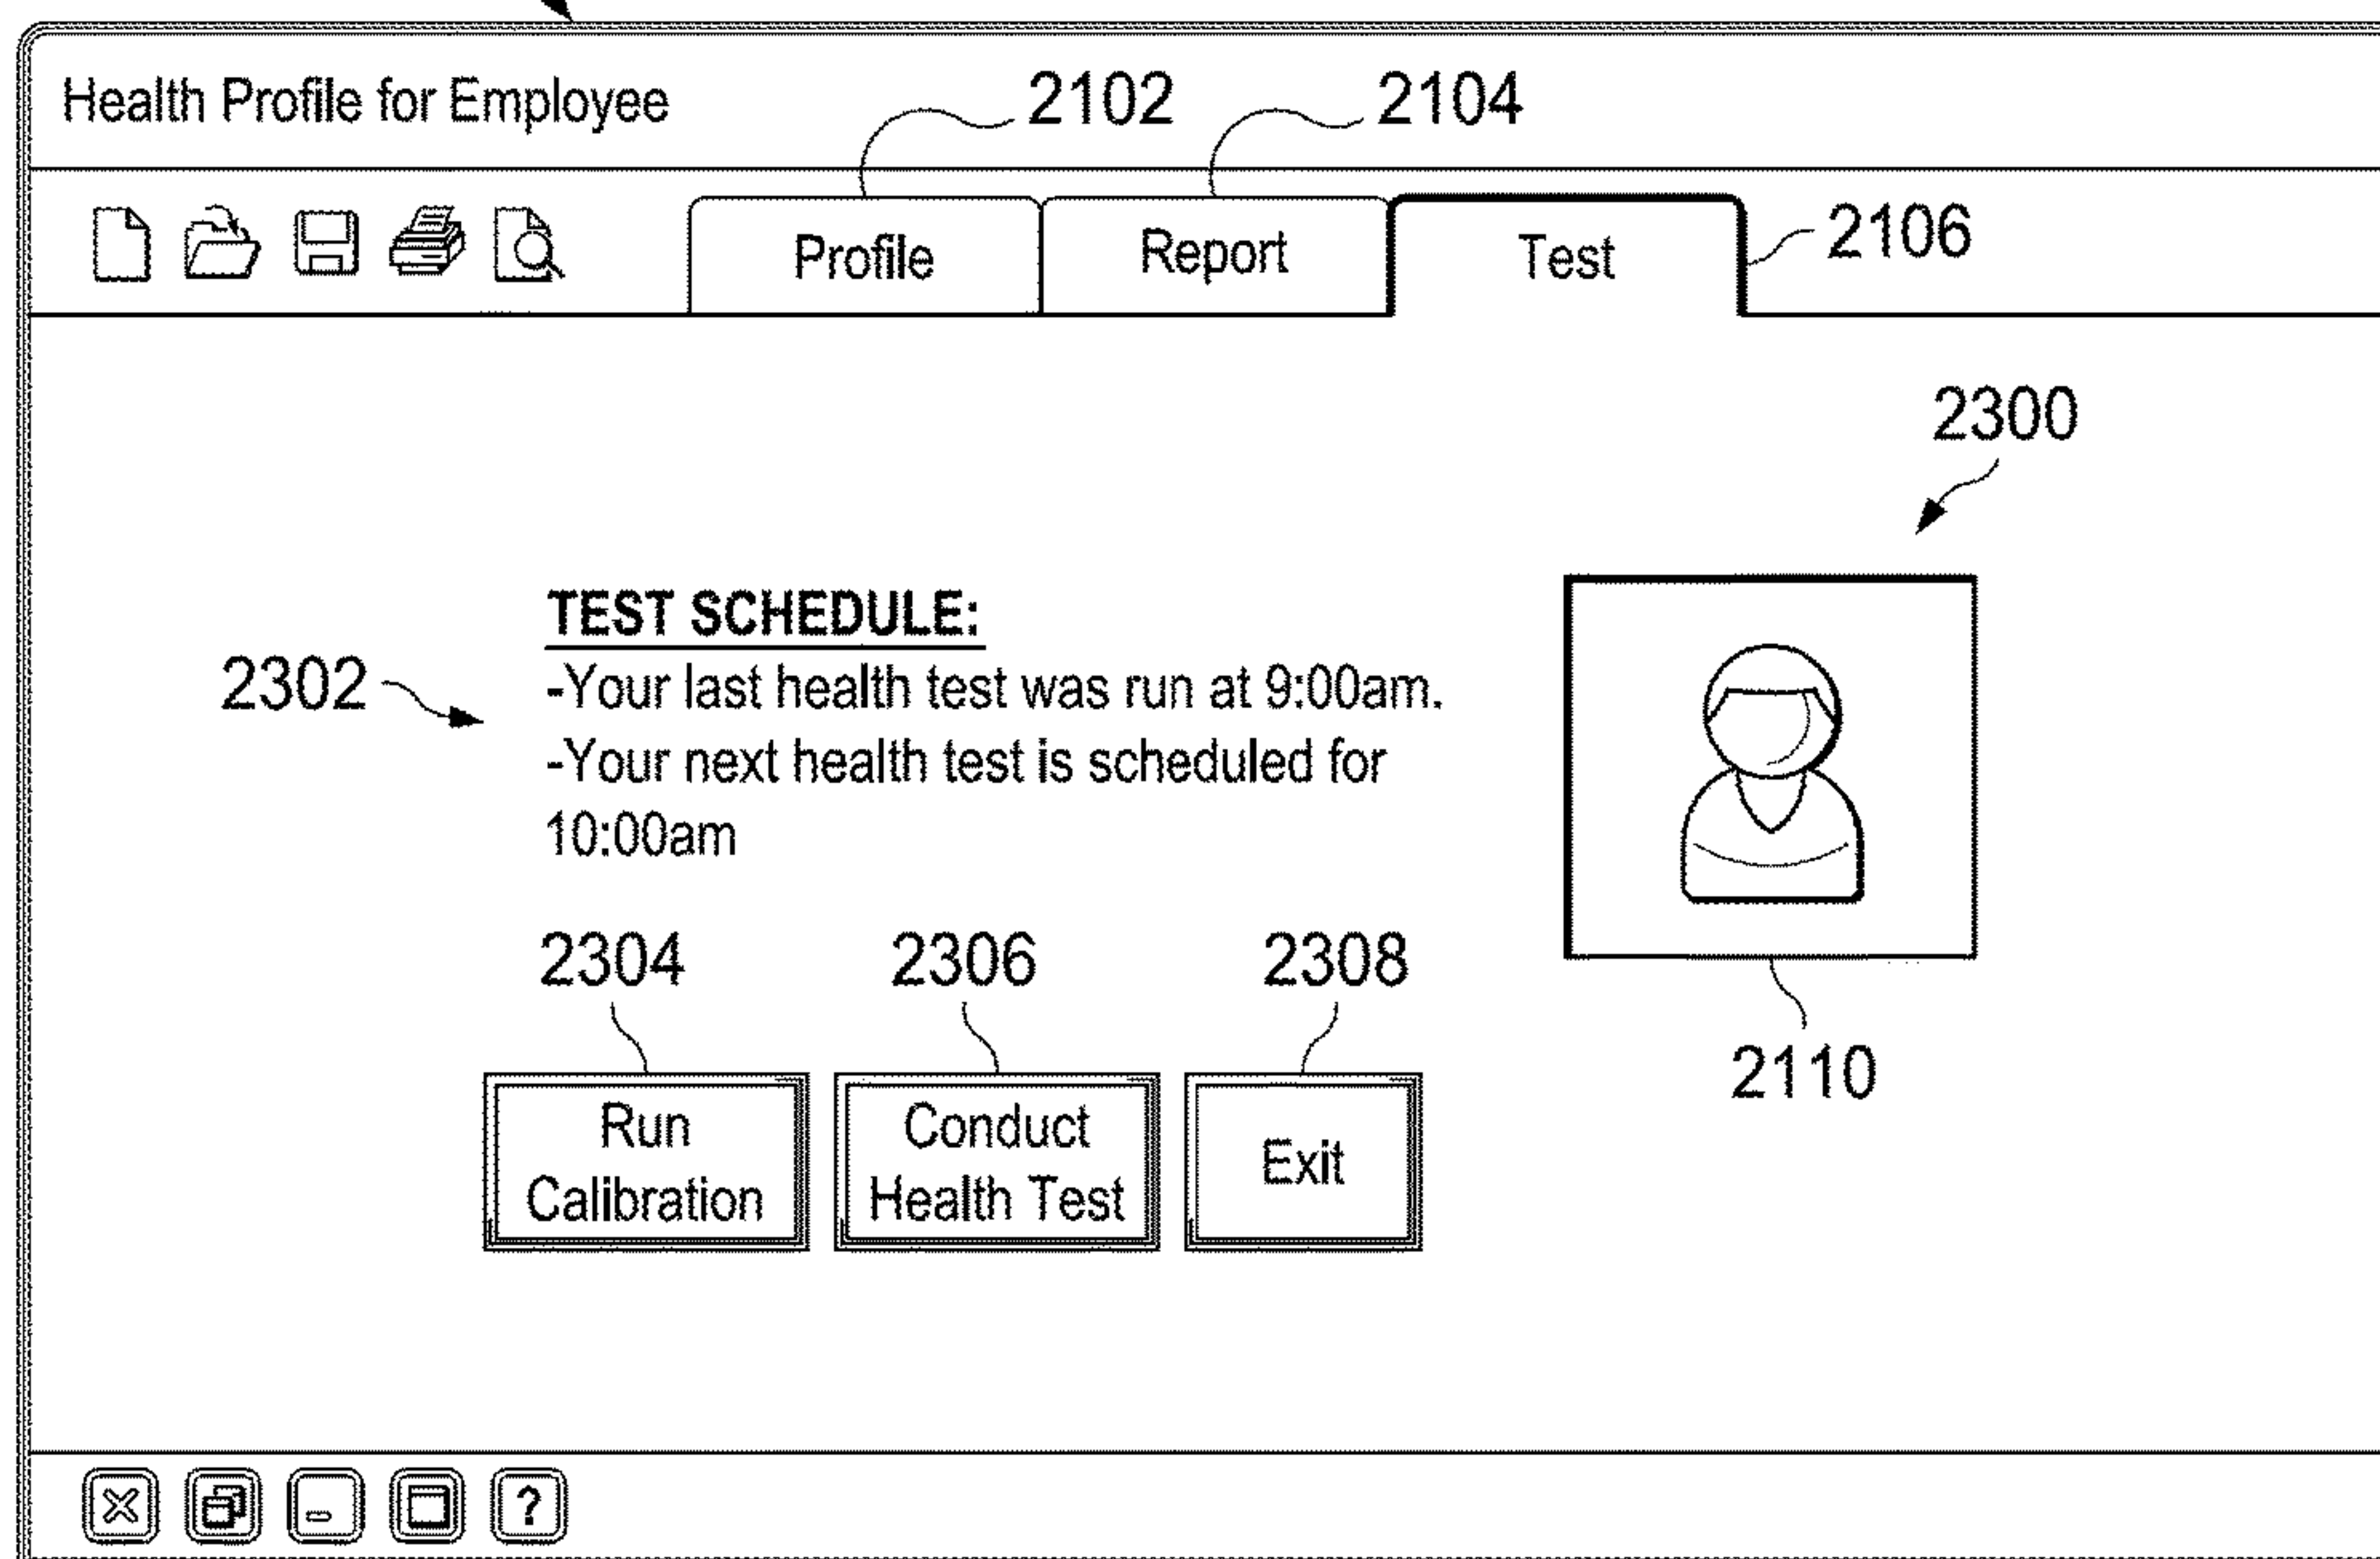 Health Profile for Employee
2102
2104
Profile
Report
Test
2106
2300
TEST SCHEDULE:
2302
-Your last health test was run at 9:00am.
-Your next health test is scheduled for
10:00am
2304
2306
2308
2110
Run
Calibration
Conduct
Health Test
Exit
?